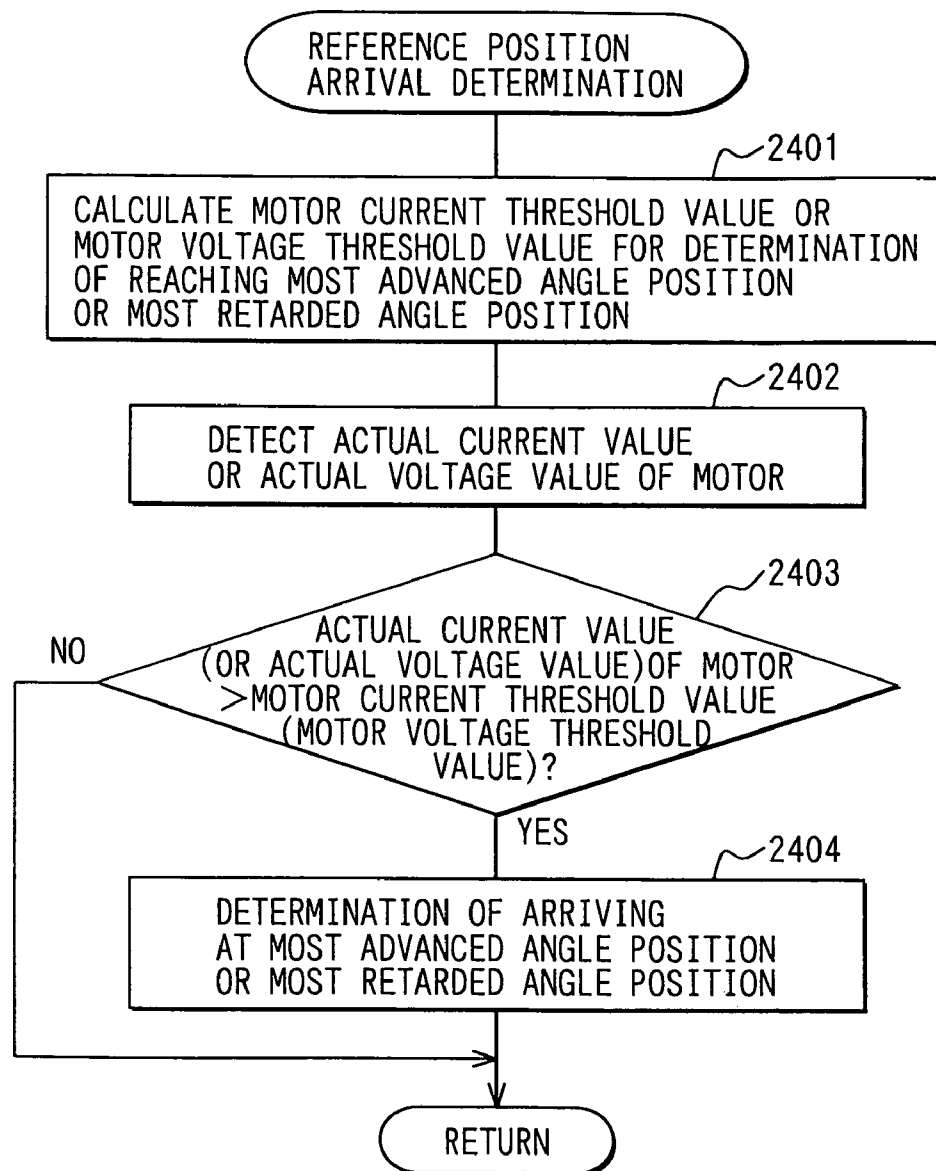 REFERENCE POSITION
ARRIVAL DETERMINATION
2401
CALCULATE MOTOR CURRENT THRESHOLD VALUE OR
MOTOR VOLTAGE THRESHOLD VALUE FOR DETERMINATION
OF REACHING MOST ADVANCED ANGLE POSITION
OR MOST RETARDED ANGLE POSITION
2402
DETECT ACTUAL CURRENT VALUE
OR ACTUAL VOLTAGE VALUE OF MOTOR
2403
NO
ACTUAL CURRENT VALUE
(OR ACTUAL VOLTAGE VALUE)OF MOTOR
>MOTOR CURRENT THRESHOLD VALUE
(MOTOR VOLTAGE THRESHOLD
VALUE)?
YES
2404
DETERMINATION OF ARRIVING
AT MOST ADVANCED ANGLE POSITION
OR MOST RETARDED ANGLE POSITION
RETURN